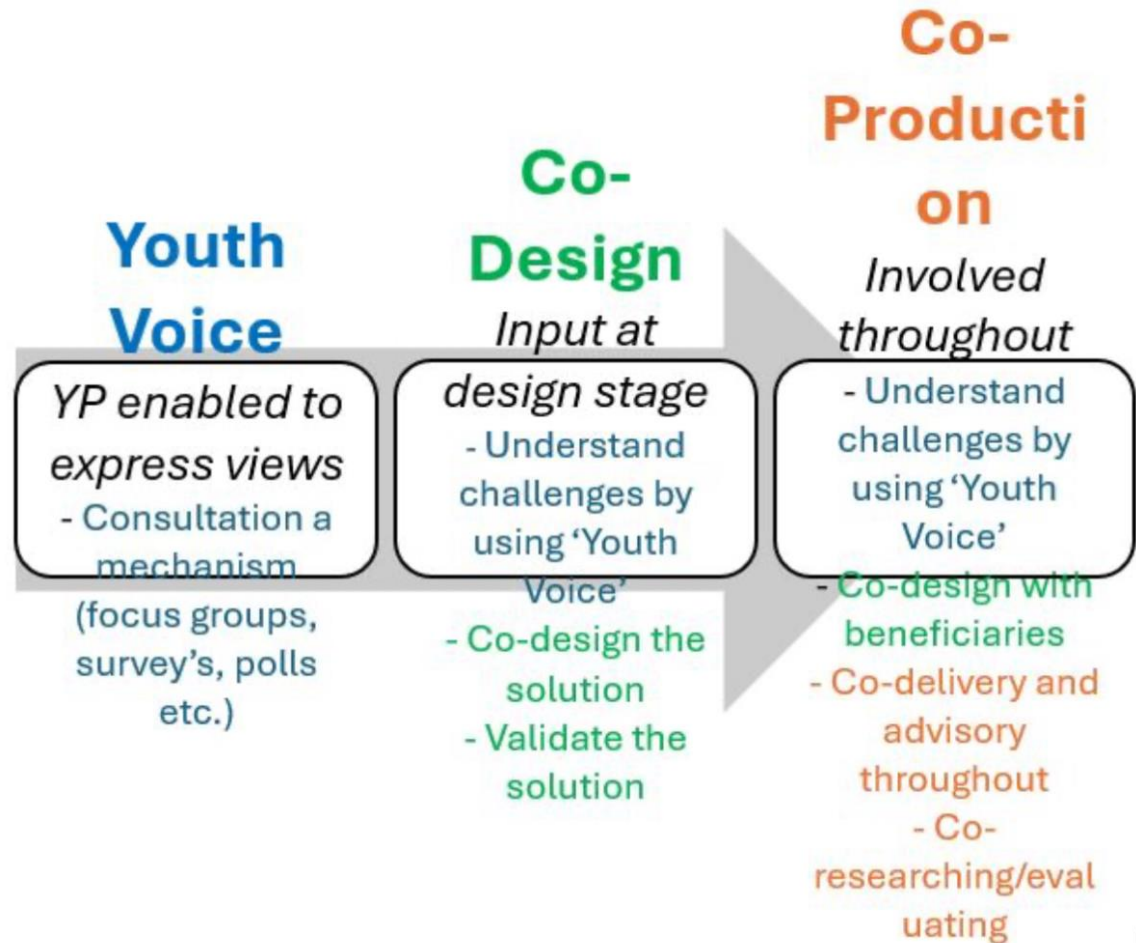 Youth
Voice
YP enabled to
express views
- Consultation a
mechanism
(focus groups,
survey's, polls
etc.)
Co-
Design
Input at
design stage
- Understand
challenges by
using ‘Youth
Voice’
- Co-design the
solution
- Validate the
solution
Co-
Producti
on
Involved
throughout
- Understand
challenges by
using ‘Youth
Voice’
- Co-design with
beneficiaries
- Co-delivery and
advisory
throughout
- Co-
researching/eval
uating